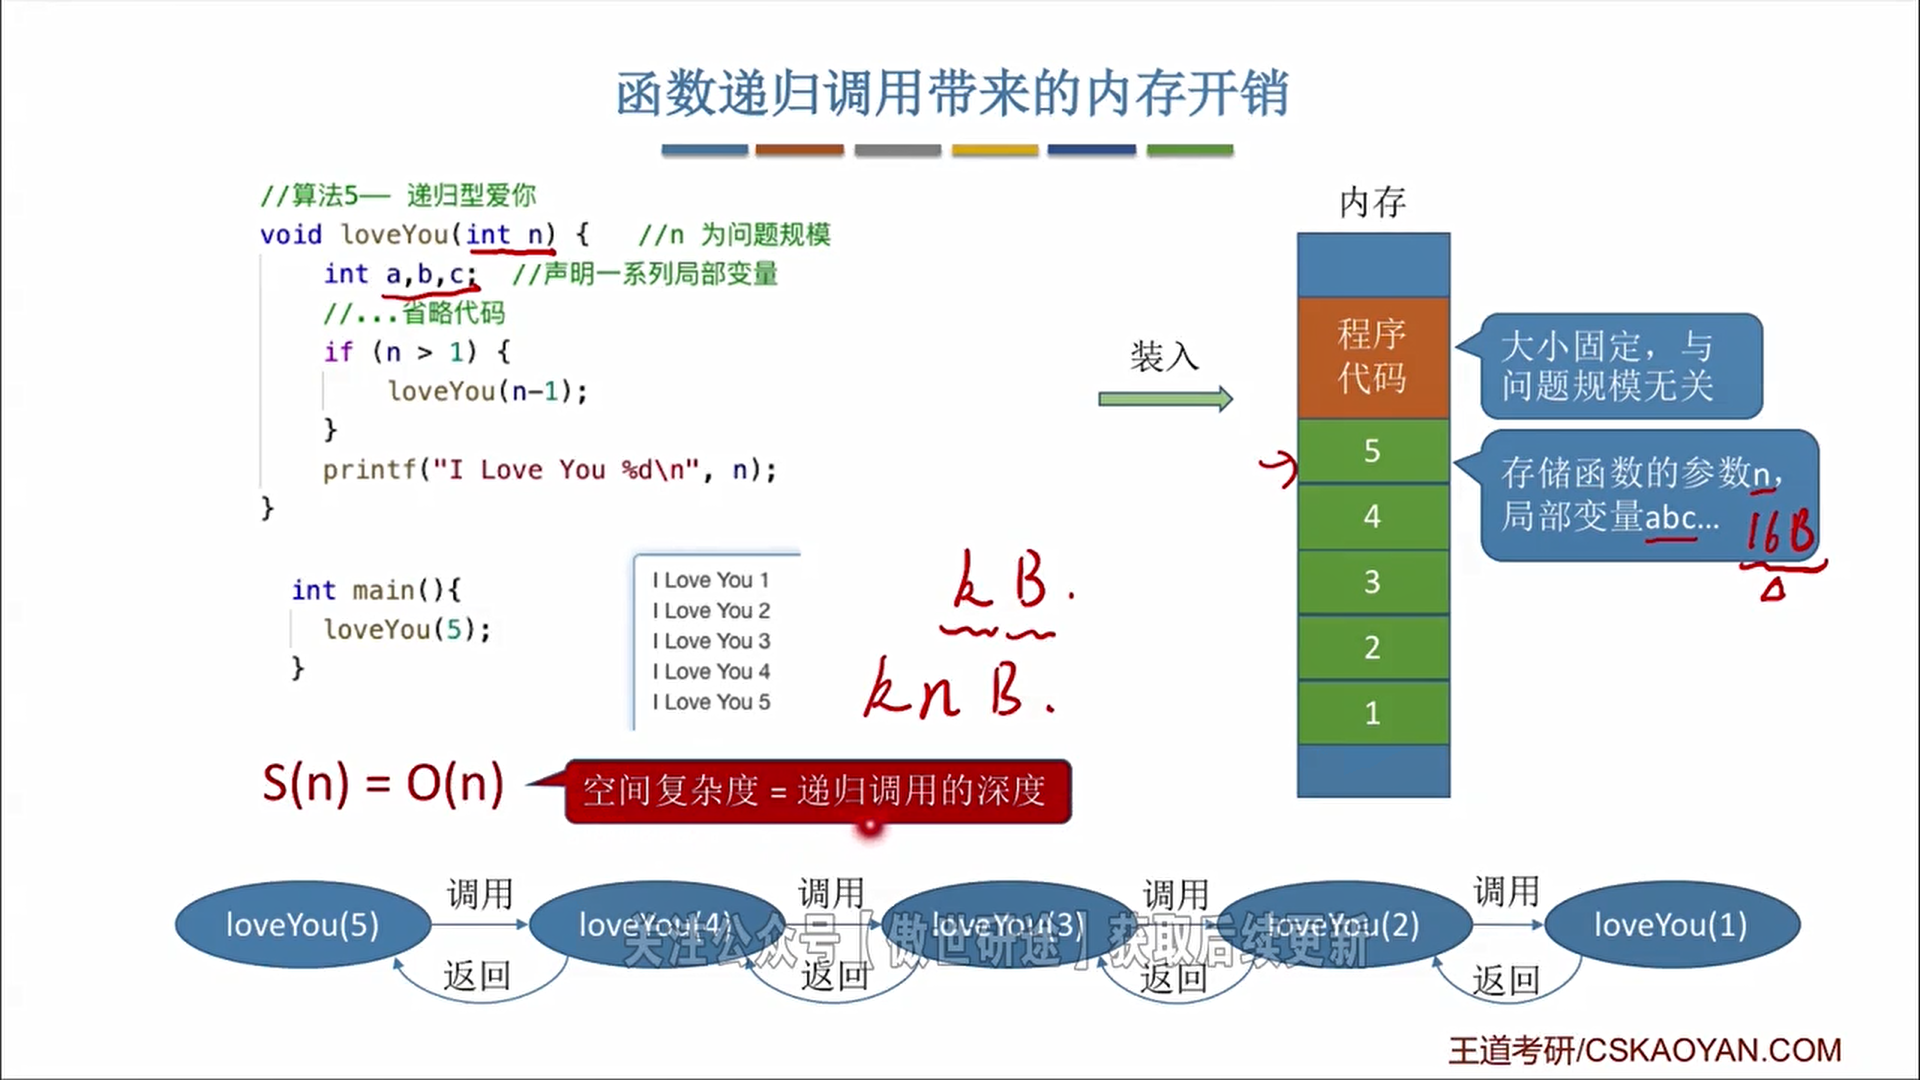 函数递归调用带来的内存开销
//算法5—— 递归型爱你
void loveYou(int n) {   //n 为问题规模
int a,b,c;  //声明一系列局部变量
//...省略代码
if (n > 1) {
loveYou(n-1);
}
printf("I Love You %d\n", n);
}
int main(){
loveYou(5);
}
I Love You 1
I Love You 2
I Love You 3
I Love You 4
I Love You 5
k B.
kn B.
装入
内存
程序
代码
5
4
3
2
1
大小固定，与
问题规模无关
存储函数的参数n，
局部变量abc...
16B
S(n) = O(n)
空间复杂度 = 递归调用的深度
loveYou(5)
调用
返回
loveYou(4)
调用
返回
loveYou(3)
调用
返回
loveYou(2)
调用
返回
loveYou(1)
关注公众号【傲世研途】获取后续更新
王道考研/CSKAOYAN.COM